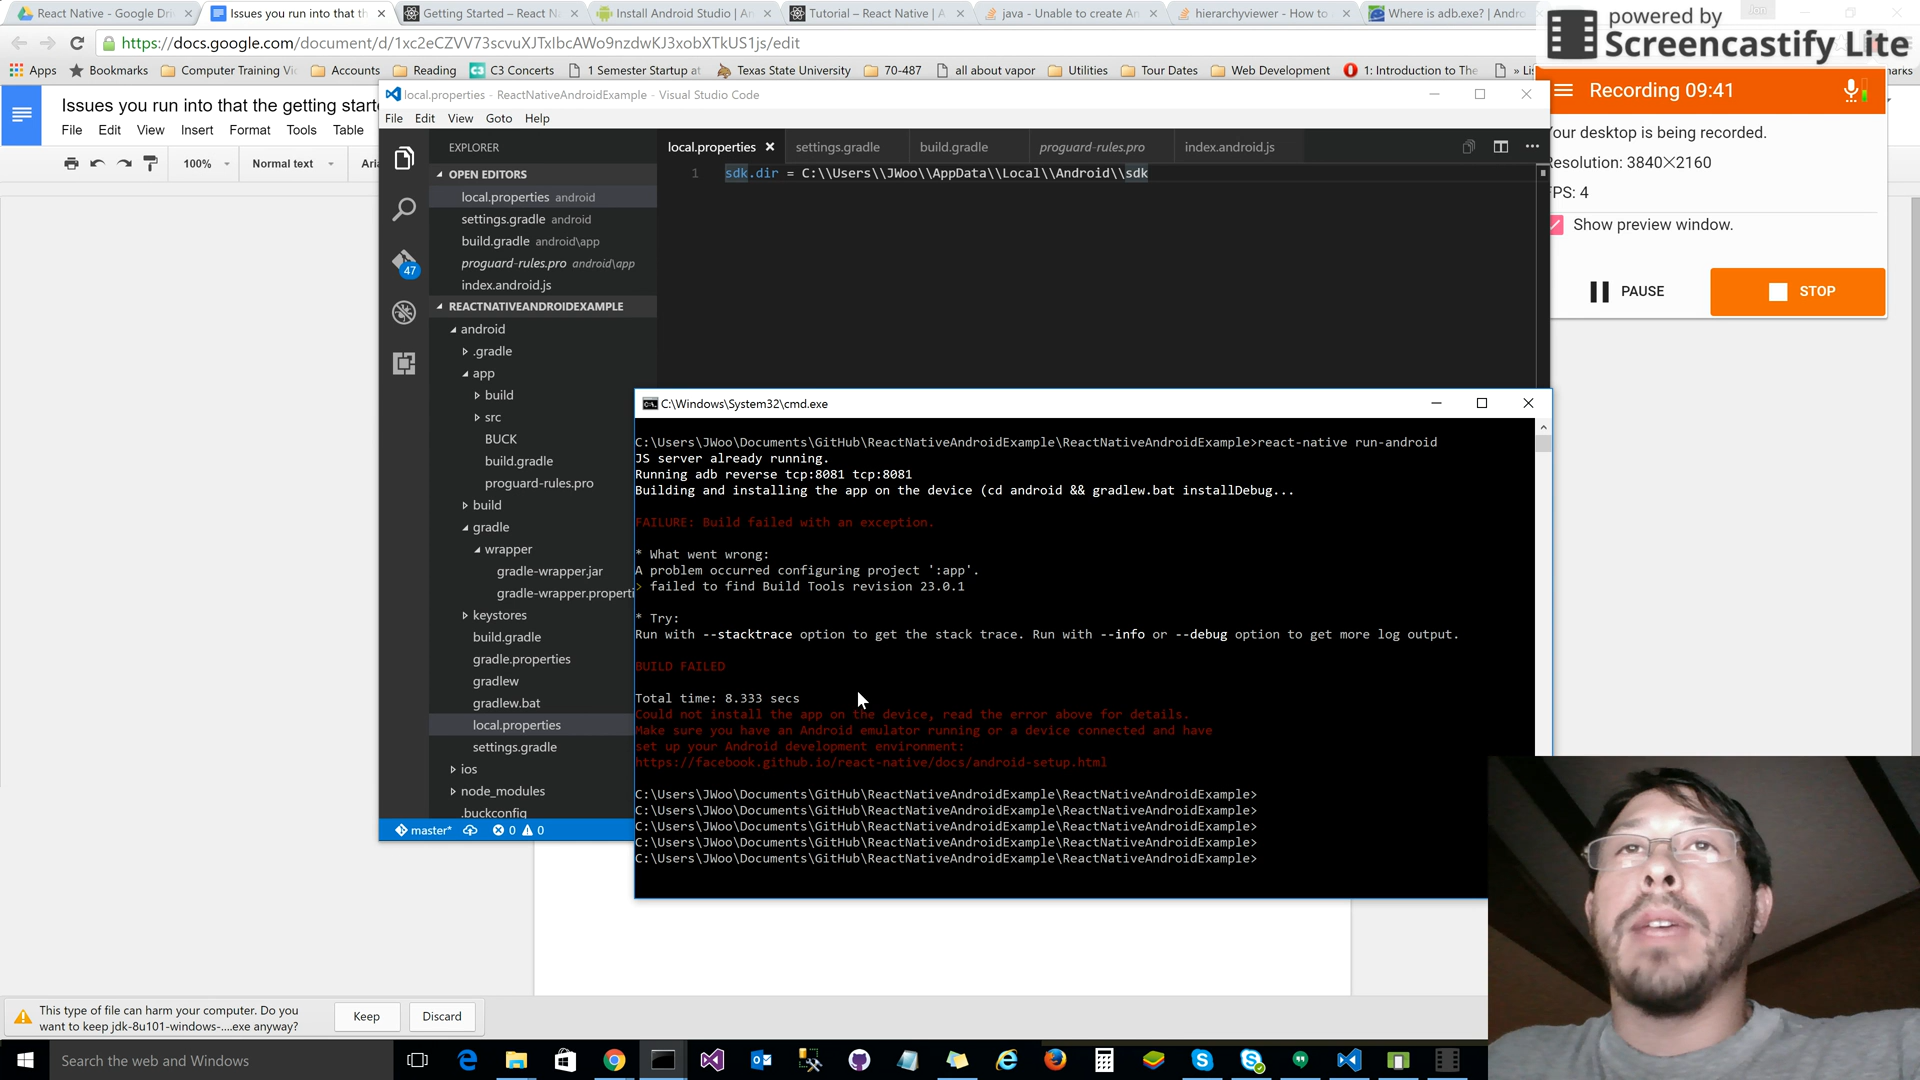 React Native - Google Dri
Issues you run into that th
Getting Started – React N
Install Android Studio | An
Tutorial – React Native | A
java - Unable to create An
hierarchyviewer - How to
Where is adb.exe? | Andro
powered by
Screencastify Lite
https://docs.google.com/document/d/1xc2eCZVV73scvuXJTxIbcAWo9nzdwKJ3xobXTkUS1js/edit
Apps
Bookmarks
Computer Training Vi
Accounts
Reading
C3 Concerts
1 Semester Startup at
Texas State University
70-487
all about vapor
Utilities
Tour Dates
Web Development
1: Introduction to The
» Lis
arks
Issues you run into that the getting starte
File Edit View Insert Format Tools Table
100% Normal text Aria
local.properties - ReactNativeAndroidExample - Visual Studio Code
File Edit View Goto Help
EXPLORER
local.properties
settings.gradle
build.gradle
proguard-rules.pro
index.android.js
1 sdk.dir = C:\\Users\\JWoo\\AppData\\Local\\Android\\sdk
OPEN EDITORS
local.properties android
settings.gradle android
build.gradle android\app
proguard-rules.pro android\app
index.android.js
47
REACTNATIVEANDROIDEXAMPLE
android
.gradle
app
build
src
BUCK
build.gradle
proguard-rules.pro
build
gradle
wrapper
gradle-wrapper.jar
gradle-wrapper.properti
keystores
build.gradle
gradle.properties
gradlew
gradlew.bat
local.properties
settings.gradle
ios
node_modules
.buckconfig
master* 0 0
Recording 09:41
Your desktop is being recorded.
Resolution: 3840×2160
FPS: 4
Show preview window.
PAUSE
STOP
C:\Windows\System32\cmd.exe
C:\Users\JWoo\Documents\GitHub\ReactNativeAndroidExample\ReactNativeAndroidExample>react-native run-android
JS server already running.
Running adb reverse tcp:8081 tcp:8081
Building and installing the app on the device (cd android && gradlew.bat installDebug...
FAILURE: Build failed with an exception.
* What went wrong:
A problem occurred configuring project ':app'.
> failed to find Build Tools revision 23.0.1
* Try:
Run with --stacktrace option to get the stack trace. Run with --info or --debug option to get more log output.
BUILD FAILED
Total time: 8.333 secs
Could not install the app on the device, read the error above for details.
Make sure you have an Android emulator running or a device connected and have
set up your Android development environment:
https://facebook.github.io/react-native/docs/android-setup.html
C:\Users\JWoo\Documents\GitHub\ReactNativeAndroidExample\ReactNativeAndroidExample>
C:\Users\JWoo\Documents\GitHub\ReactNativeAndroidExample\ReactNativeAndroidExample>
C:\Users\JWoo\Documents\GitHub\ReactNativeAndroidExample\ReactNativeAndroidExample>
C:\Users\JWoo\Documents\GitHub\ReactNativeAndroidExample\ReactNativeAndroidExample>
C:\Users\JWoo\Documents\GitHub\ReactNativeAndroidExample\ReactNativeAndroidExample>
This type of file can harm your computer. Do you
want to keep jdk-8u101-windows-....exe anyway?
Keep
Discard
Search the web and Windows